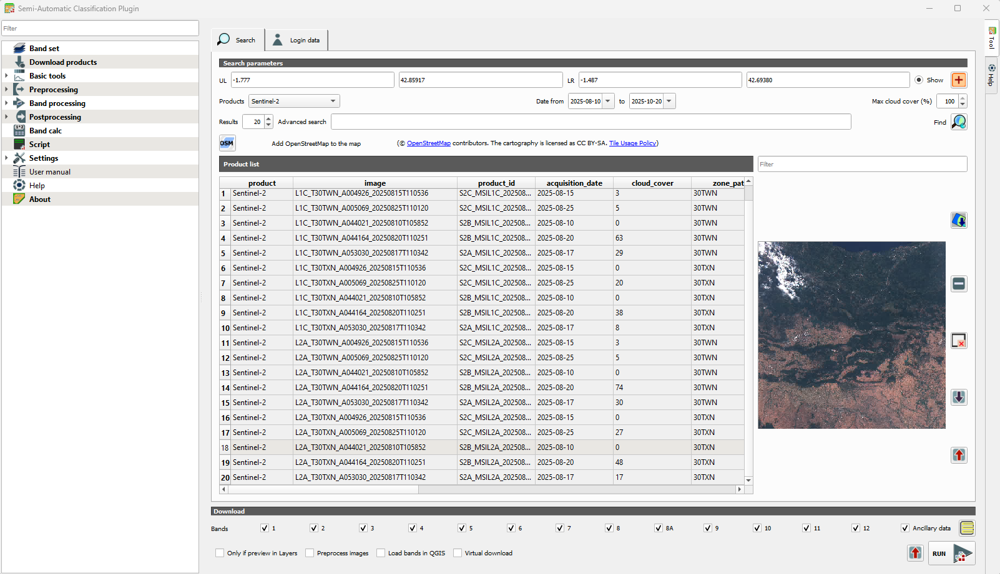 Semi-Automatic Classification Plugin
Filter
Band set
Download products
Basic tools
Preprocessing
Band processing
Postprocessing
Band calc
Script
Settings
User manual
Help
About
Search
Login data
Search parameters
UL -1.777 42.85917 LR -1.487 42.69380 Show
Products Sentinel-2 Date from 2025-08-10 to 2025-10-20 Max cloud cover (%) 100
Results 20 Advanced search Find
OSM Add OpenStreetMap to the map (© OpenStreetMap contributors. The cartography is licensed as CC BY-SA. Tile Usage Policy)
Product list
Filter
product image product_id acquisition_date cloud_cover zone_pat
1 Sentinel-2 L1C_T30TWN_A004926_20250815T110536 S2C_MSIL1C_202508... 2025-08-15 3 30TWN
2 Sentinel-2 L1C_T30TWN_A005069_20250825T110120 S2C_MSIL1C_202508... 2025-08-25 5 30TWN
3 Sentinel-2 L1C_T30TWN_A044021_20250810T105852 S2B_MSIL1C_202508... 2025-08-10 0 30TWN
4 Sentinel-2 L1C_T30TWN_A044164_20250820T110251 S2B_MSIL1C_202508... 2025-08-20 63 30TWN
5 Sentinel-2 L1C_T30TWN_A053030_20250817T110342 S2A_MSIL1C_202508... 2025-08-17 29 30TWN
6 Sentinel-2 L1C_T30TXN_A004926_20250815T110536 S2C_MSIL1C_202508... 2025-08-15 0 30TXN
7 Sentinel-2 L1C_T30TXN_A005069_20250825T110120 S2C_MSIL1C_202508... 2025-08-25 20 30TXN
8 Sentinel-2 L1C_T30TXN_A044021_20250810T105852 S2B_MSIL1C_202508... 2025-08-10 0 30TXN
9 Sentinel-2 L1C_T30TXN_A044164_20250820T110251 S2B_MSIL1C_202508... 2025-08-20 38 30TXN
10 Sentinel-2 L1C_T30TXN_A053030_20250817T110342 S2A_MSIL1C_202508... 2025-08-17 8 30TXN
11 Sentinel-2 L2A_T30TWN_A004926_20250815T110536 S2C_MSIL2A_202508... 2025-08-15 3 30TWN
12 Sentinel-2 L2A_T30TWN_A005069_20250825T110120 S2C_MSIL2A_202508... 2025-08-25 5 30TWN
13 Sentinel-2 L2A_T30TWN_A044021_20250810T105852 S2B_MSIL2A_202508... 2025-08-10 0 30TWN
14 Sentinel-2 L2A_T30TWN_A044164_20250820T110251 S2B_MSIL2A_202508... 2025-08-20 74 30TWN
15 Sentinel-2 L2A_T30TWN_A053030_20250817T110342 S2A_MSIL2A_202508... 2025-08-17 30 30TWN
16 Sentinel-2 L2A_T30TXN_A004926_20250815T110536 S2C_MSIL2A_202508... 2025-08-15 0 30TXN
17 Sentinel-2 L2A_T30TXN_A005069_20250825T110120 S2C_MSIL2A_202508... 2025-08-25 27 30TXN
18 Sentinel-2 L2A_T30TXN_A044021_20250810T105852 S2B_MSIL2A_202508... 2025-08-10 0 30TXN
19 Sentinel-2 L2A_T30TXN_A044164_20250820T110251 S2B_MSIL2A_202508... 2025-08-20 48 30TXN
20 Sentinel-2 L2A_T30TXN_A053030_20250817T110342 S2A_MSIL2A_202508... 2025-08-17 17 30TXN
Download
Bands 1 2 3 4 5 6 7 8 8A 9 10 11 12 Ancillary data
Only if preview in Layers Preprocess images Load bands in QGIS Virtual download RUN
Tool
Help